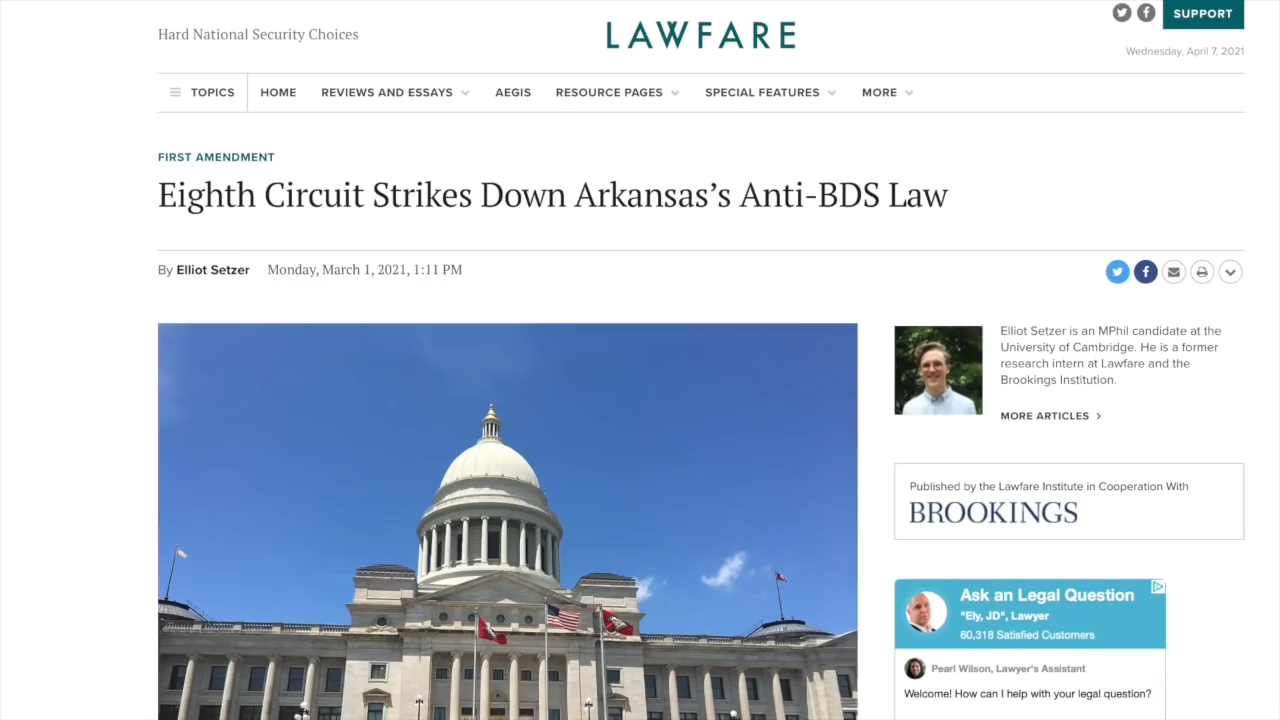 Hard National Security Choices
LAWFARE
SUPPORT
Wednesday, April 7, 2021
TOPICS HOME REVIEWS AND ESSAYS AEGIS RESOURCE PAGES SPECIAL FEATURES MORE
FIRST AMENDMENT
Eighth Circuit Strikes Down Arkansas’s Anti-BDS Law
By Elliot Setzer Monday, March 1, 2021, 1:11 PM
Elliot Setzer is an MPhil candidate at the
University of Cambridge. He is a former
research intern at Lawfare and the
Brookings Institution.
MORE ARTICLES >
Published by the Lawfare Institute in Cooperation With
BROOKINGS
Ask an Legal Question
"Ely, JD", Lawyer
60,318 Satisfied Customers
Pearl Wilson, Lawyer's Assistant
Welcome! How can I help with your legal question?